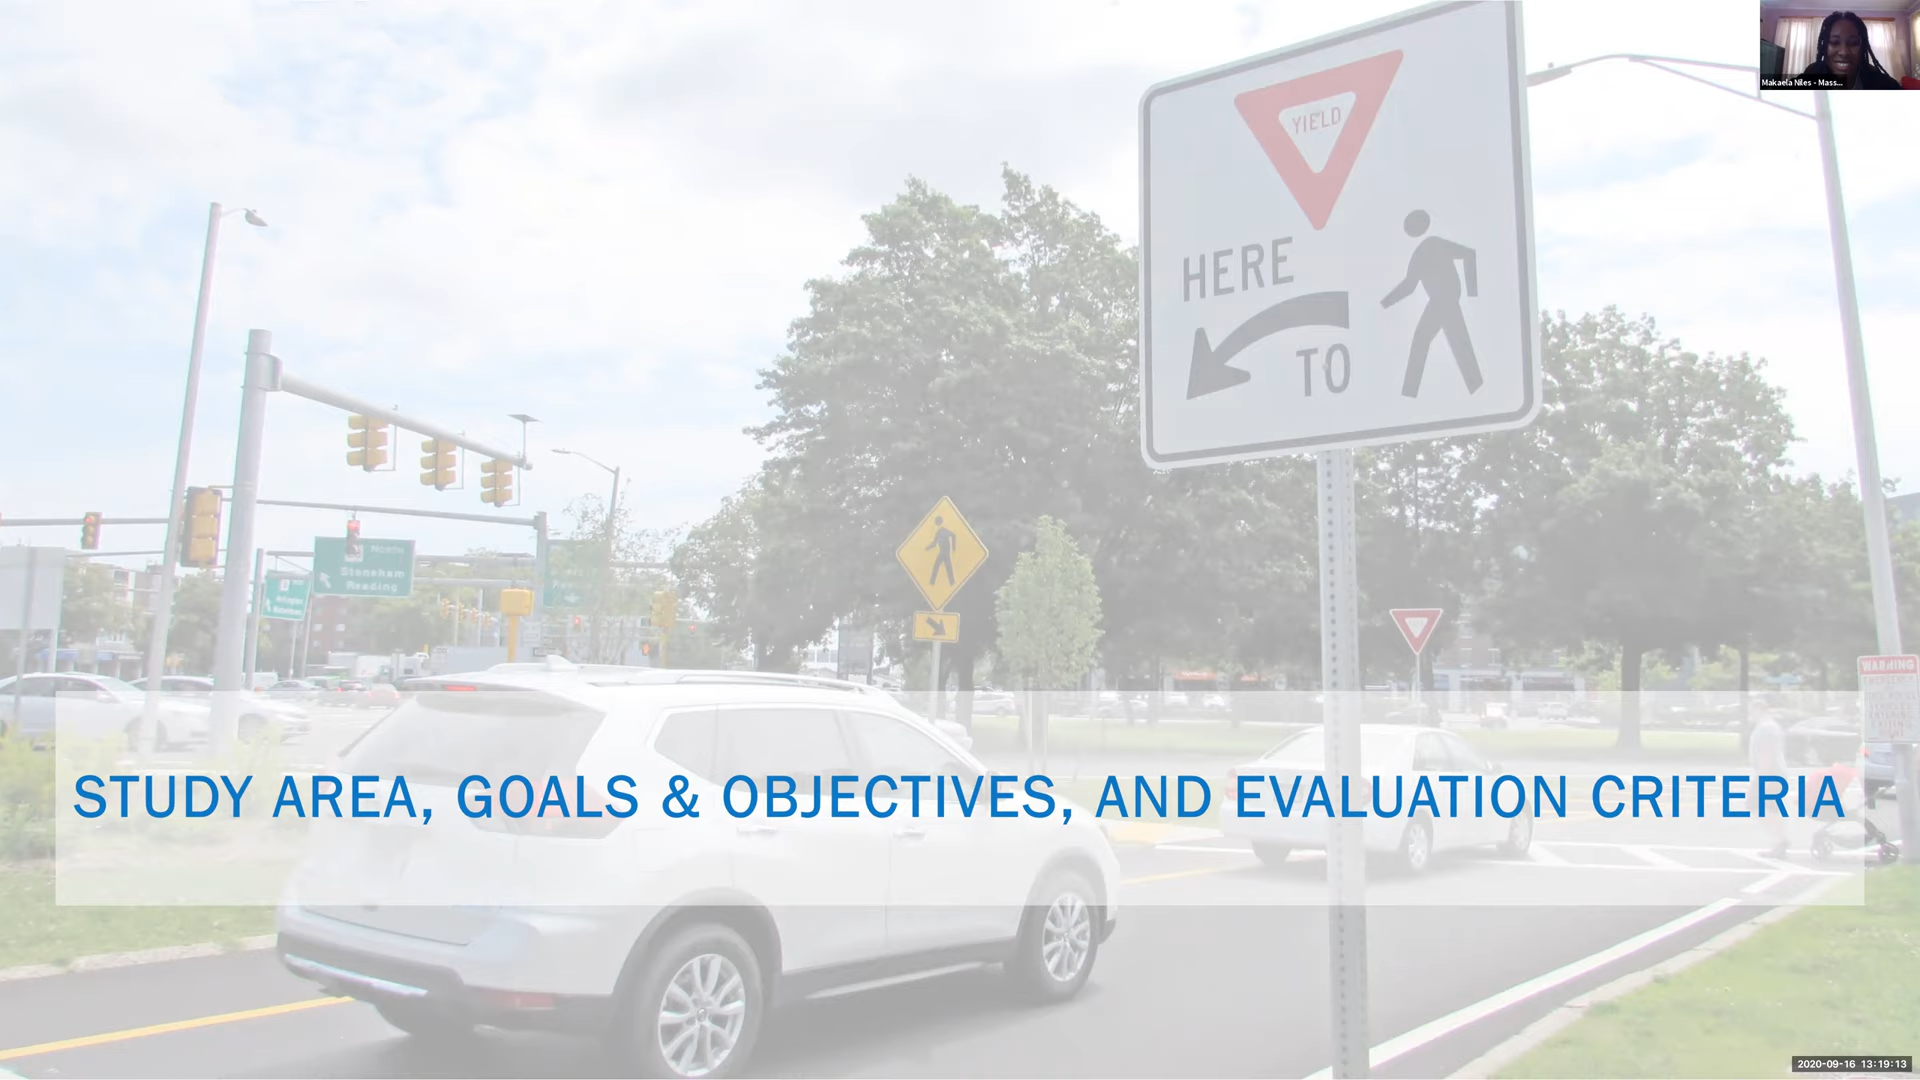 Makaela Niles - Mass...
YIELD
HERE
TO
North
Stoneham
Reading
WARNING
STUDY AREA, GOALS & OBJECTIVES, AND EVALUATION CRITERIA
2020-09-16 13:19:13